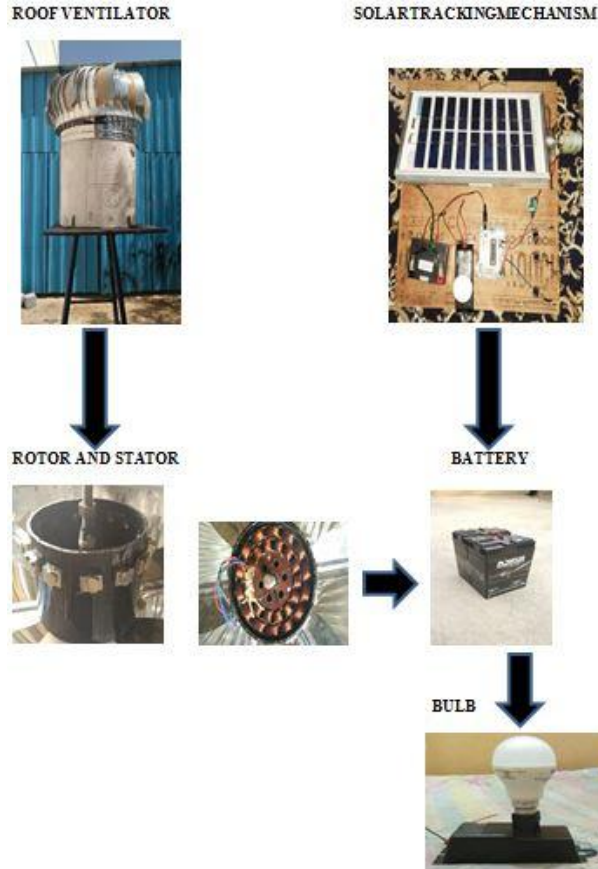 ROOF VENTILATOR
SOLARTRACKINGMECHANISM
ROTOR AND STATOR
BATTERY
BULB